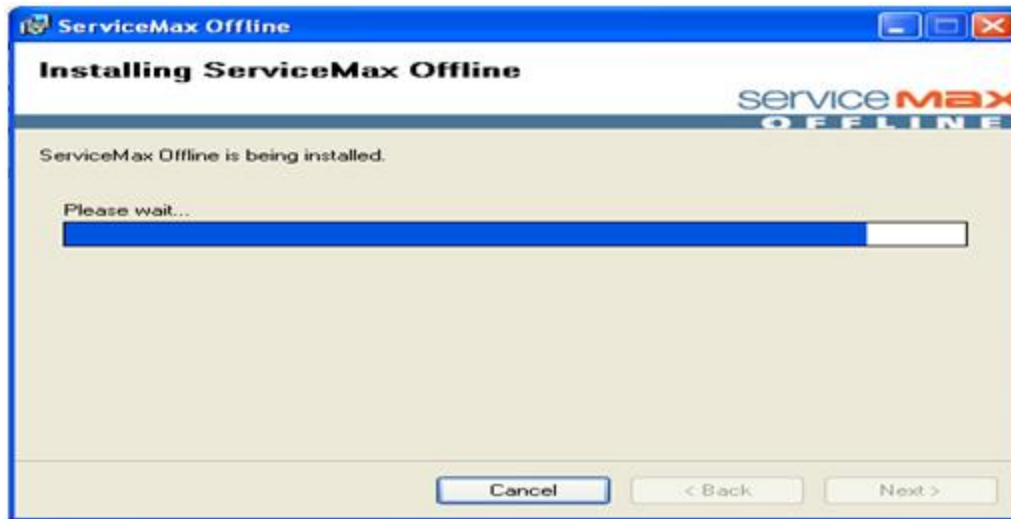 ServiceMax Offline
Installing ServiceMax Offline
service max
OFFLINE
ServiceMax Offline is being installed.
Please wait...
Cancel
< Back
Next >